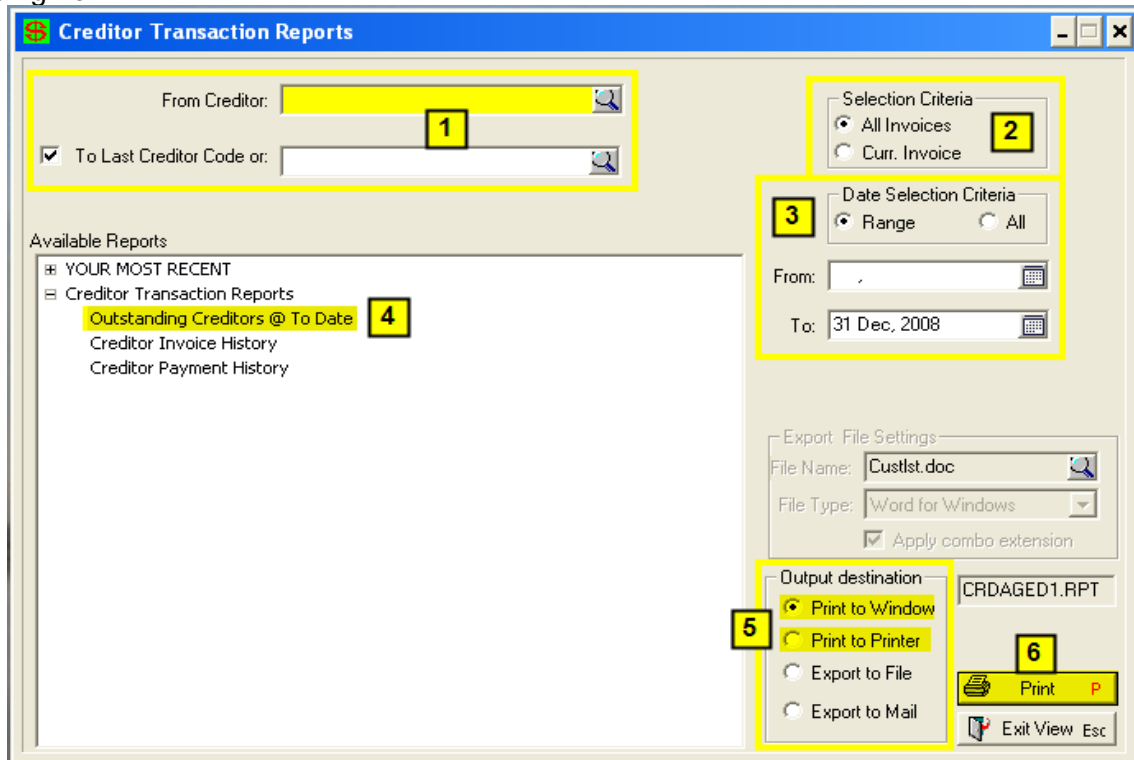 Creditor Transaction Reports
From Creditor:
1
To Last Creditor Code or:
Selection Criteria
All Invoices
2
Curr. Invoice
Date Selection Criteria
3
Range All
From: ,
To: 31 Dec, 2008
Available Reports
YOUR MOST RECENT
Creditor Transaction Reports
Outstanding Creditors @ To Date 4
Creditor Invoice History
Creditor Payment History
Export File Settings
File Name: Custlst.doc
File Type: Word for Windows
Apply combo extension
Output destination
Print to Window
5
Print to Printer
Export to File
Export to Mail
CRDAGED1.RPT
6
Print P
Exit View Esc